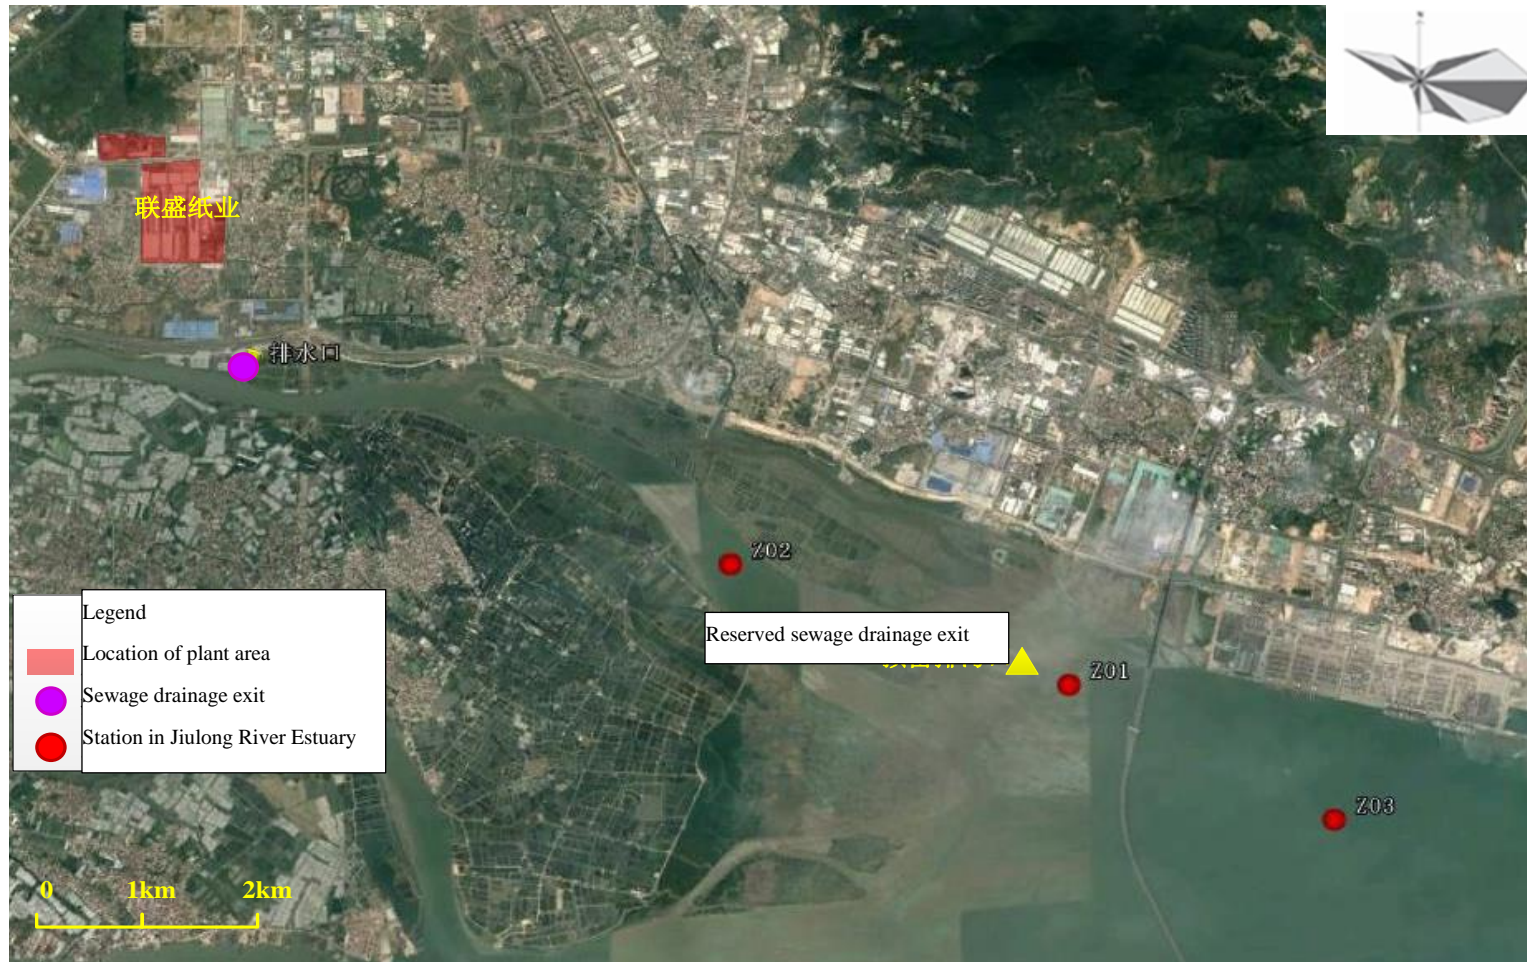 联盛纸业
排水口
Z02
Reserved sewage drainage exit
Z01
Z03
Legend
Location of plant area
Sewage drainage exit
Station in Jiulong River Estuary
0 1km 2km